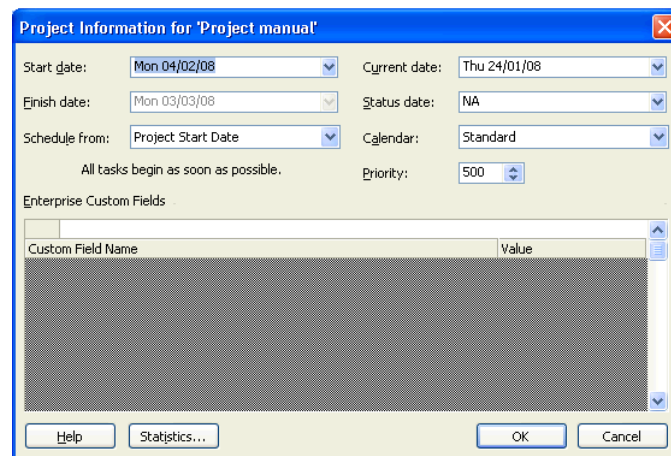 Project Information for 'Project manual'
Start date: Mon 04/02/08 Current date: Thu 24/01/08
Finish date: Mon 03/03/08 Status date: NA
Schedule from: Project Start Date Calendar: Standard
All tasks begin as soon as possible. Priority: 500
Enterprise Custom Fields
Custom Field Name Value
Help Statistics... OK Cancel